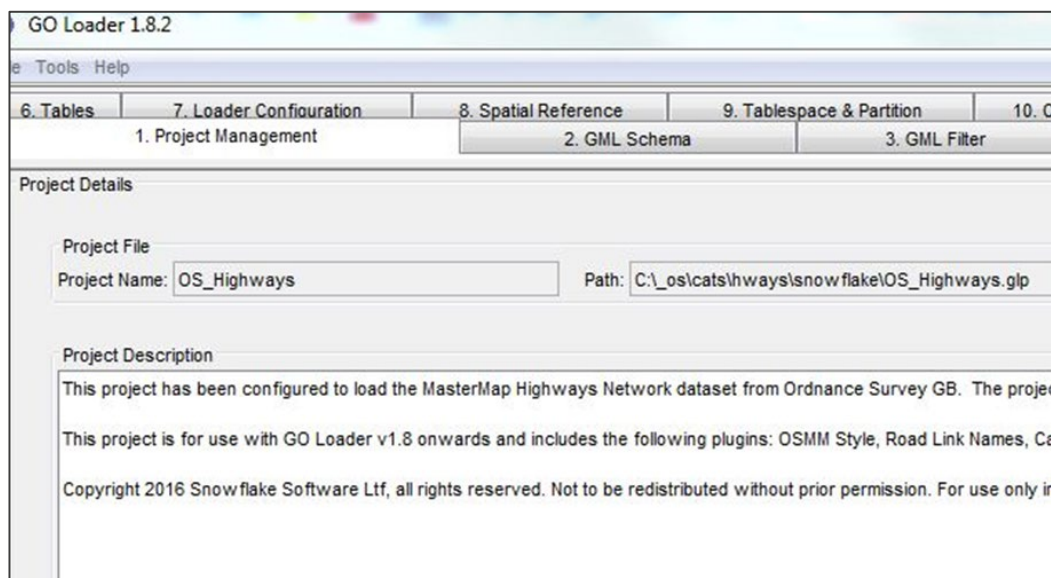 GO Loader 1.8.2
e Tools Help
6. Tables 7. Loader Configuration 8. Spatial Reference 9. Tablespace & Partition 10. C
1. Project Management 2. GML Schema 3. GML Filter
Project Details
Project File
Project Name: OS_Highways Path: C:\_os\cats\hways\snowflake\OS_Highways.glp
Project Description
This project has been configured to load the MasterMap Highways Network dataset from Ordnance Survey GB. The projec
This project is for use with GO Loader v1.8 onwards and includes the following plugins: OSMM Style, Road Link Names, Ca
Copyright 2016 Snowflake Software Ltf, all rights reserved. Not to be redistributed without prior permission. For use only in